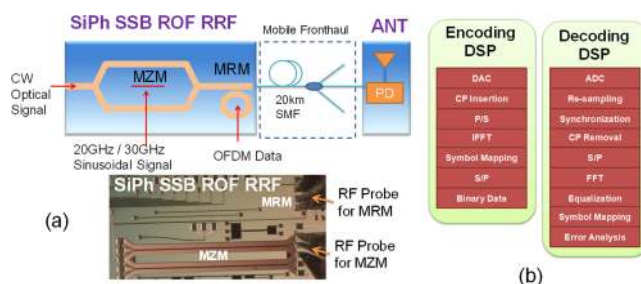 SiPh SSB ROF RRF
Mobile Fronthaul
ANT
CW
Optical
Signal
MZM
MRM
20km
SMF
PD
20GHz / 30GHz
Sinusoidal Signal
OFDM Data
SiPh SSB ROF RRF
MRM
RF Probe
for MRM
MZM
RF Probe
for MZM
(a)
Encoding
DSP
DAC
CP Insertion
P/S
IFFT
Symbol Mapping
S/P
Binary Data
Decoding
DSP
ADC
Re-sampling
Synchronization
CP Removal
S/P
FFT
Equalization
Symbol Mapping
Error Analysis
(b)